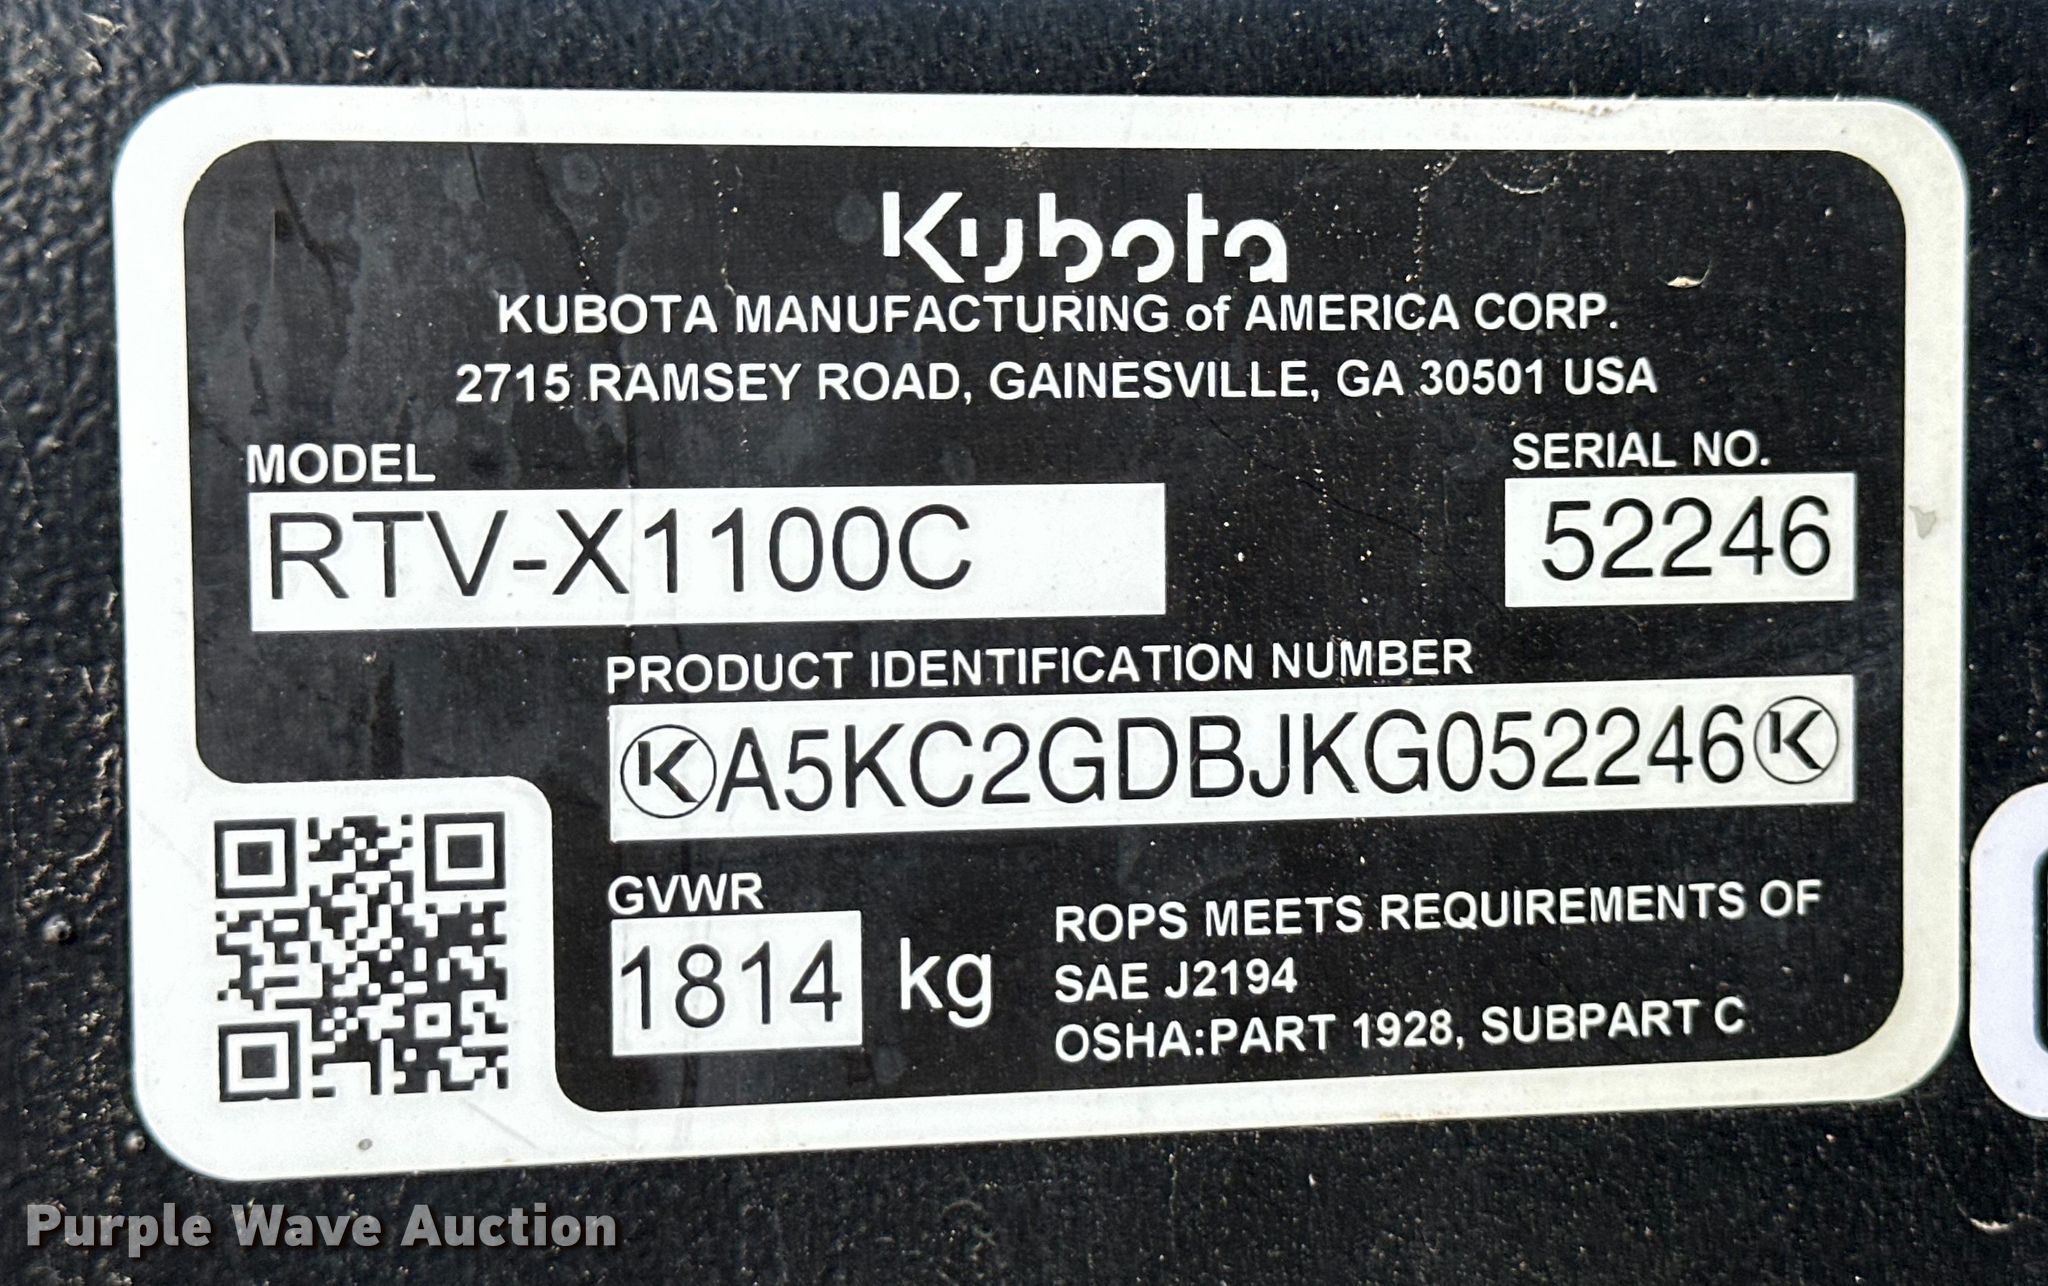 Kubota
KUBOTA MANUFACTURING of AMERICA CORP.
2715 RAMSEY ROAD, GAINESVILLE, GA 30501 USA
MODEL
RTV-X1100C
SERIAL NO.
52246
PRODUCT IDENTIFICATION NUMBER
A5KC2GDBJKG052246
GVWR
1814 kg
ROPS MEETS REQUIREMENTS OF
SAE J2194
OSHA:PART 1928, SUBPART C
Purple Wave Auction